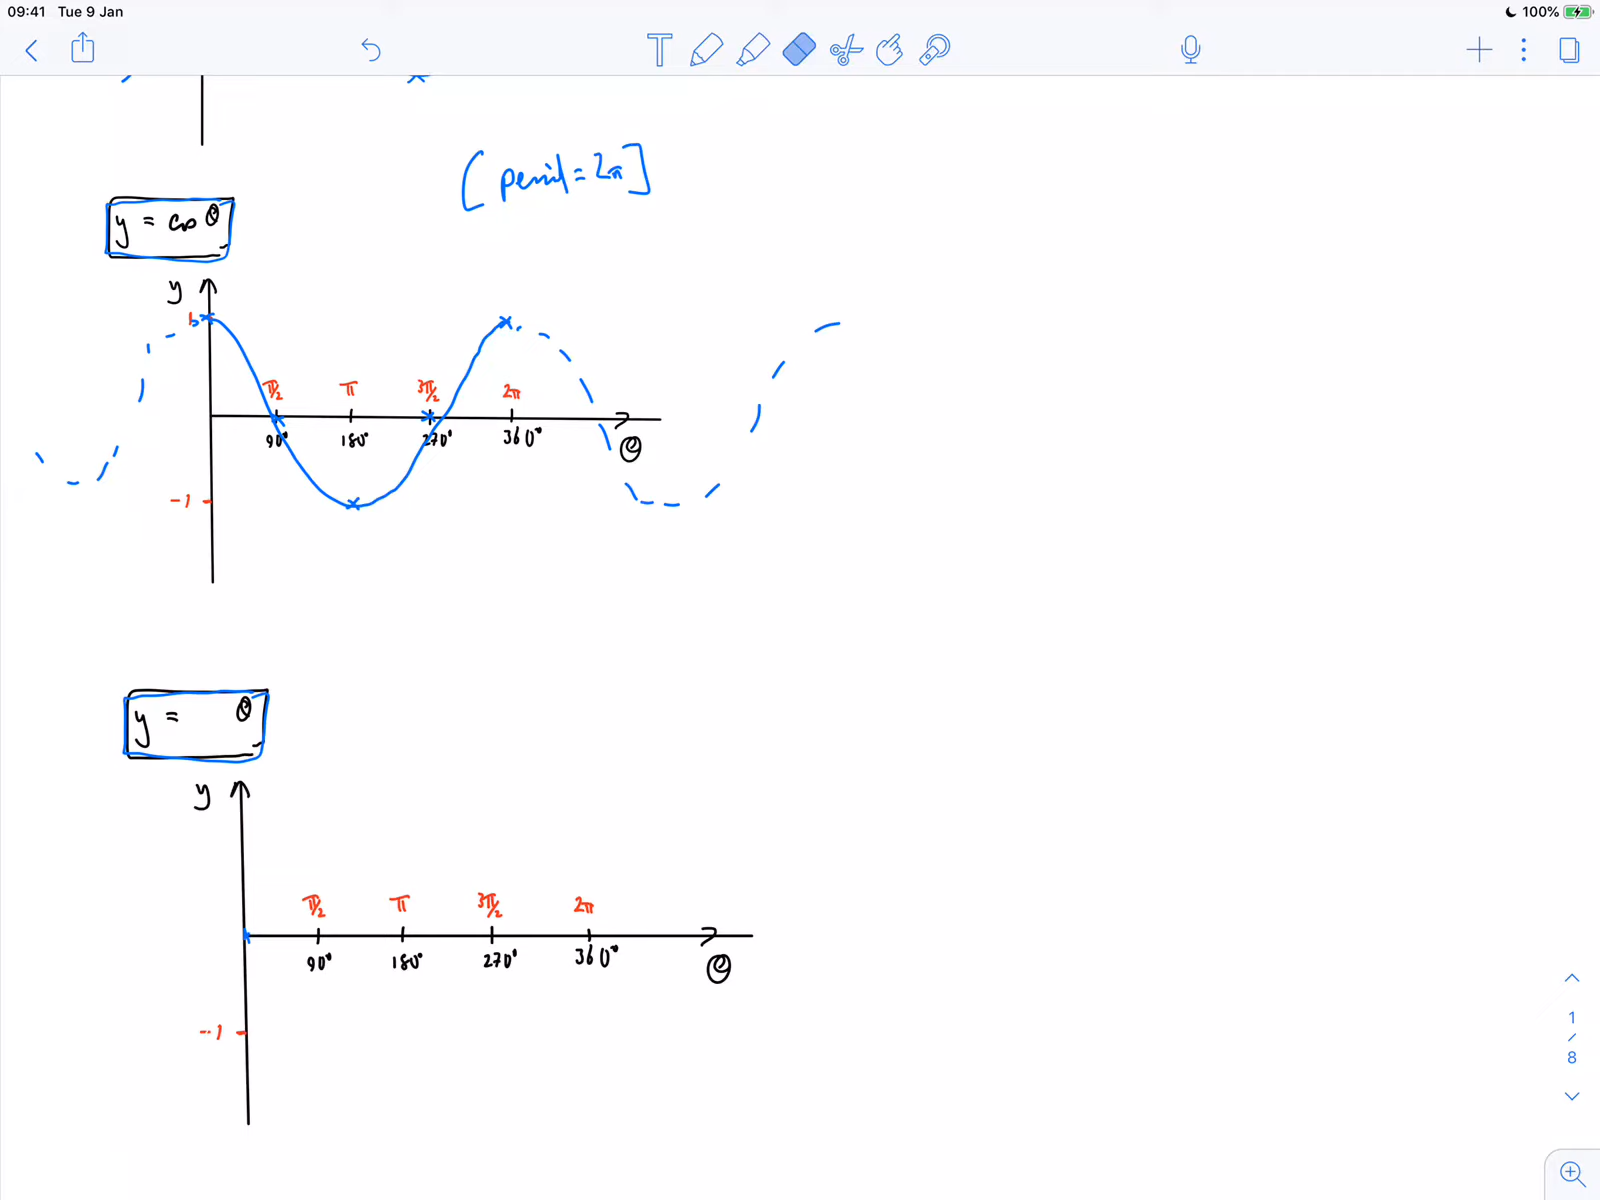 09:41 Tue 9 Jan
100%
T
[period = 2π]
y = cos θ
y
1
π/2 π 3π/2 2π
90° 180° 270° 360°
θ
-1
y = θ
y
π/2 π 3π/2 2π
90° 180° 270° 360°
θ
-1
1
/
8